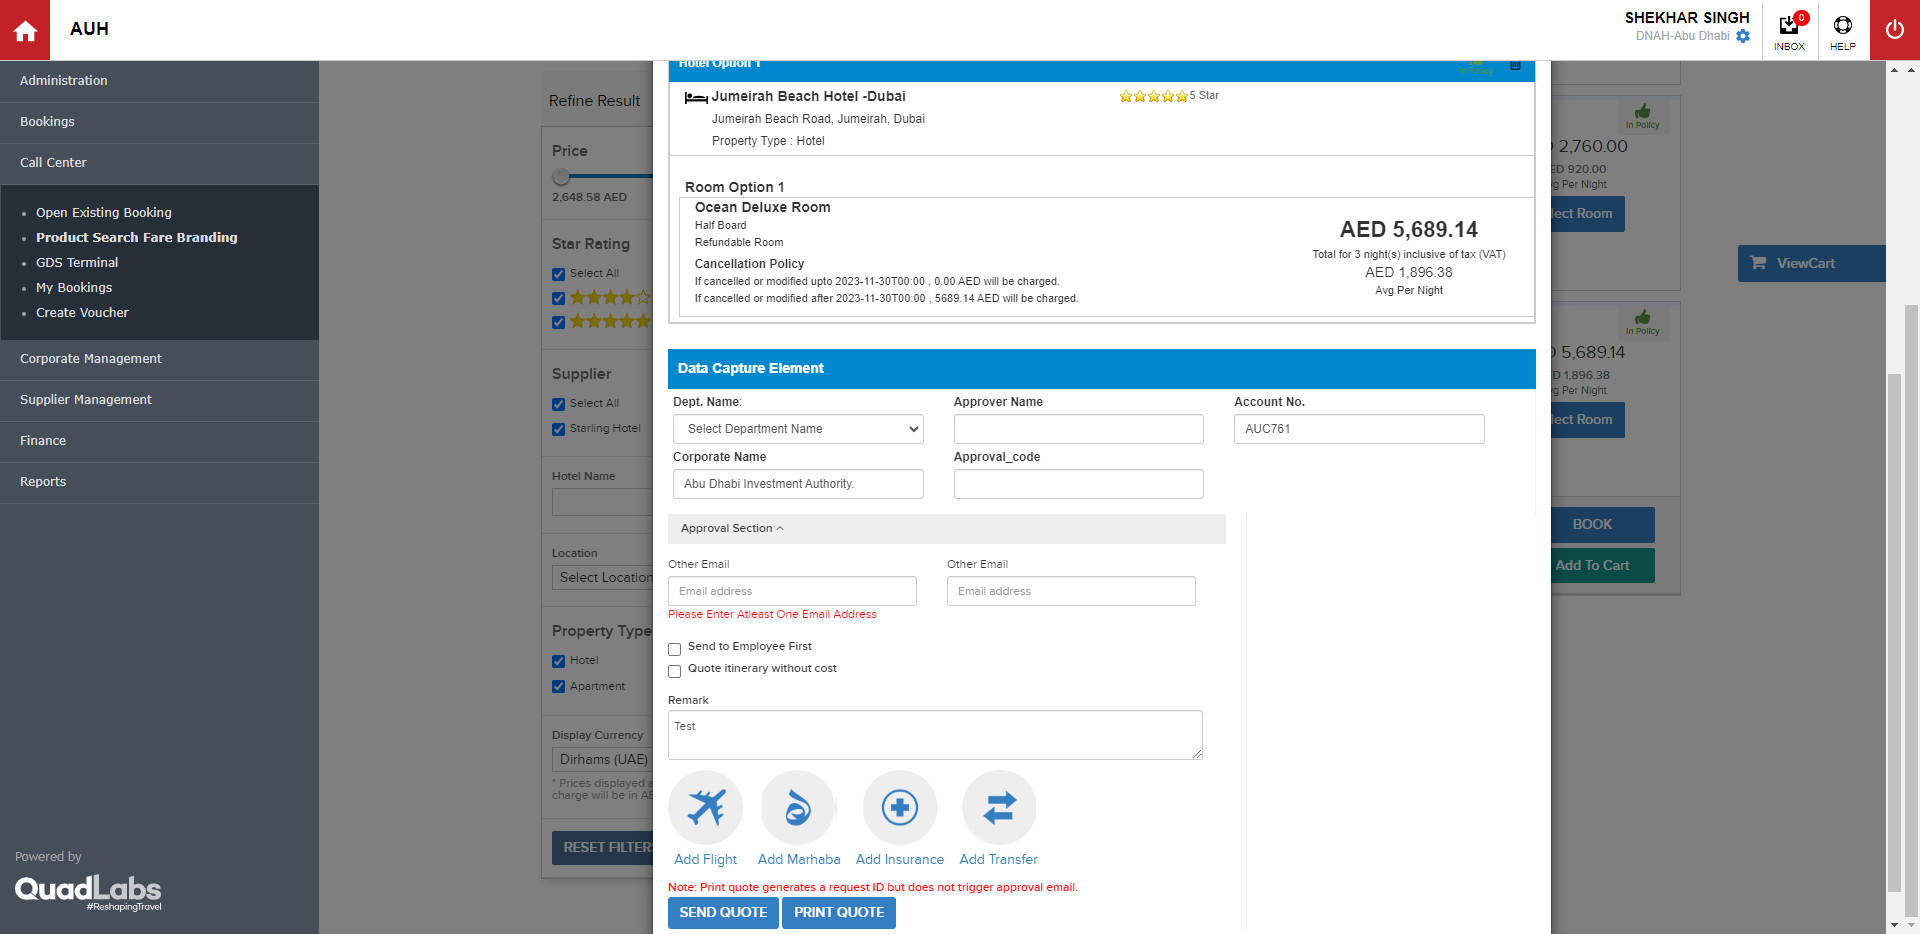 AUH
SHEKHAR SINGH
DNAH-Abu Dhabi
0
INBOX
HELP
Administration
Bookings
Call Center
Open Existing Booking
Product Search Fare Branding
GDS Terminal
My Bookings
Create Voucher
Corporate Management
Supplier Management
Finance
Reports
Powered by
QuadLabs
#ReshapingTravel
Refine Result
Price
2,648.58 AED
Star Rating
Select All
Supplier
Select All
Starling Hotel
Hotel Name
Location
Select Location
Property Type
Hotel
Apartment
Display Currency
Dirhams (UAE)
* Prices displayed a
charge will be in AE
RESET FILTERS
Hotel Option 1
In Policy
Jumeirah Beach Hotel -Dubai
5 Star
Jumeirah Beach Road, Jumeirah, Dubai
Property Type : Hotel
Room Option 1
Ocean Deluxe Room
Half Board
Refundable Room
Cancellation Policy
If cancelled or modified upto 2023-11-30T00:00 , 0.00 AED will be charged.
If cancelled or modified after 2023-11-30T00:00 , 5689.14 AED will be charged.
AED 5,689.14
Total for 3 night(s) inclusive of tax (VAT)
AED 1,896.38
Avg Per Night
Data Capture Element
Dept. Name:
Approver Name
Account No.
Select Department Name
AUC761
Corporate Name
Approval_code
Abu Dhabi Investment Authority.
Approval Section
Other Email
Other Email
Email address
Email address
Please Enter Atleast One Email Address
Send to Employee First
Quote itinerary without cost
Remark
Test
Add Flight
Add Marhaba
Add Insurance
Add Transfer
Note: Print quote generates a request ID but does not trigger approval email.
SEND QUOTE
PRINT QUOTE
In Policy
2,760.00
ED 920.00
g Per Night
lect Room
In Policy
5,689.14
D 1,896.38
g Per Night
lect Room
BOOK
Add To Cart
ViewCart